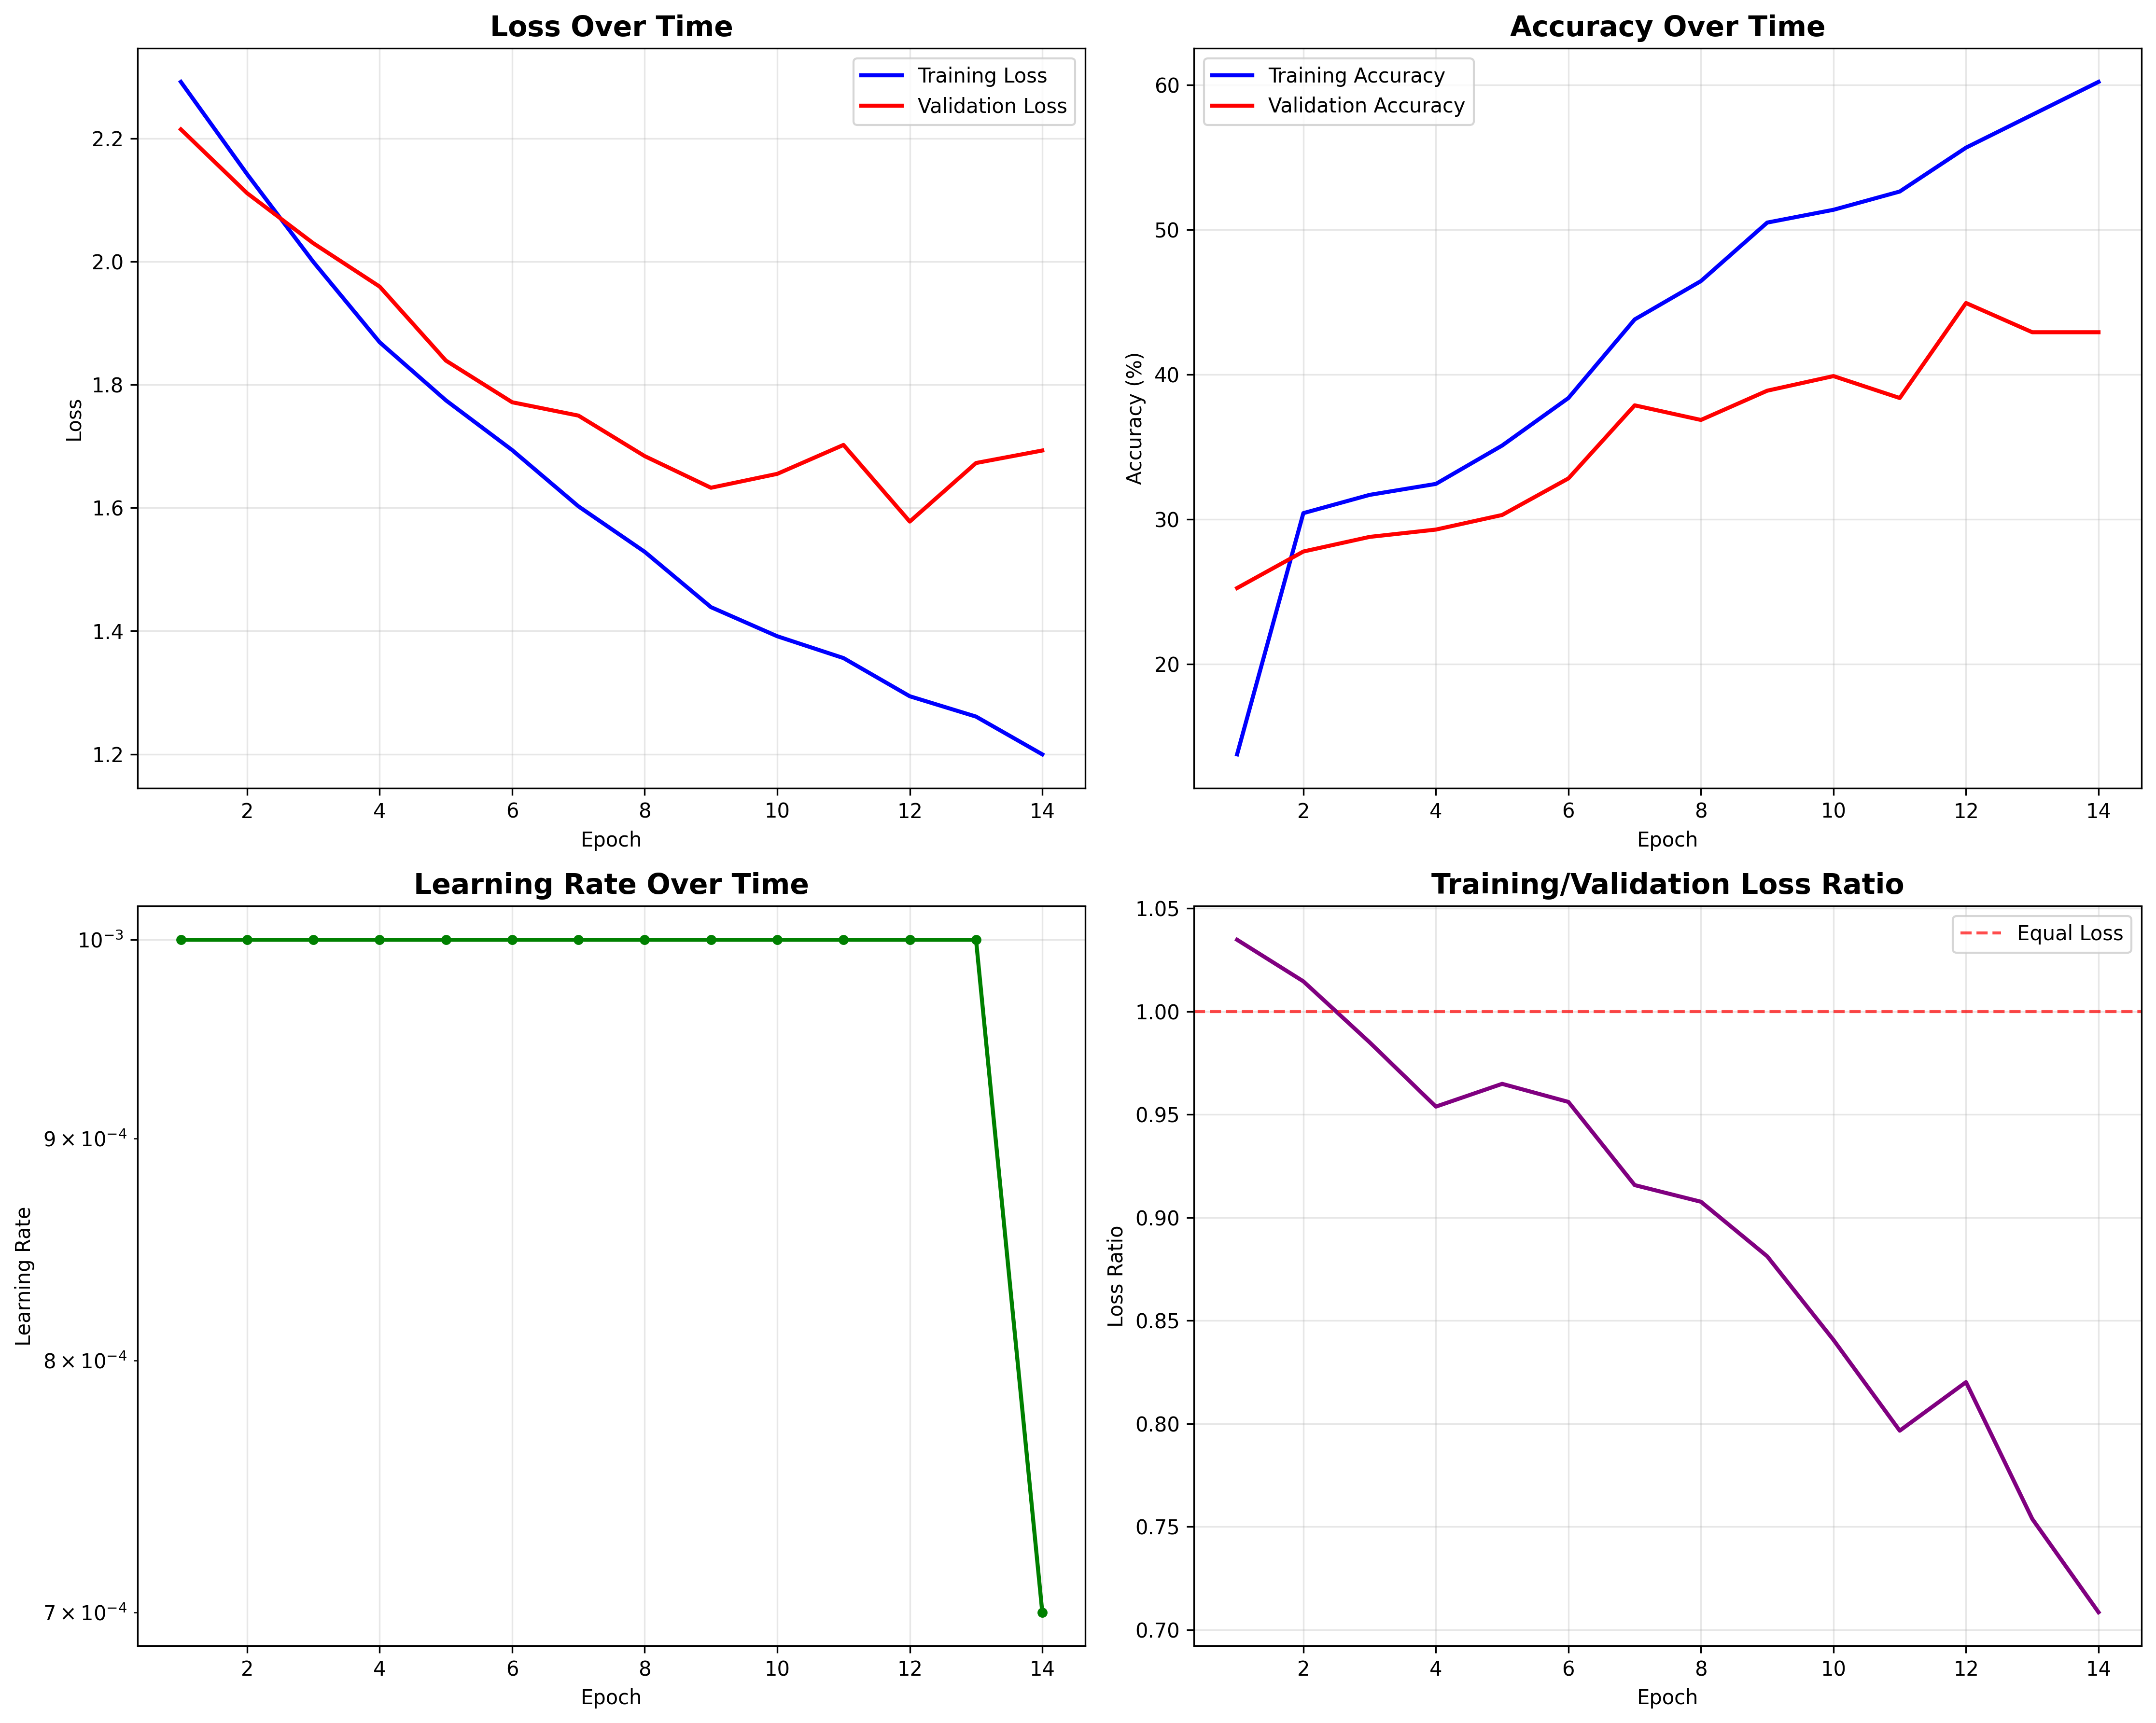 Loss Over Time
Training Loss
Validation Loss
2.2
2.0
1.8
1.6
1.4
1.2
Loss
2 4 6 8 10 12 14
Epoch
Accuracy Over Time
Training Accuracy
Validation Accuracy
60
50
40
30
20
Accuracy (%)
2 4 6 8 10 12 14
Epoch
Learning Rate Over Time
10⁻³
9 × 10⁻⁴
8 × 10⁻⁴
7 × 10⁻⁴
Learning Rate
2 4 6 8 10 12 14
Epoch
Training/Validation Loss Ratio
Equal Loss
1.05
1.00
0.95
0.90
0.85
0.80
0.75
0.70
Loss Ratio
2 4 6 8 10 12 14
Epoch